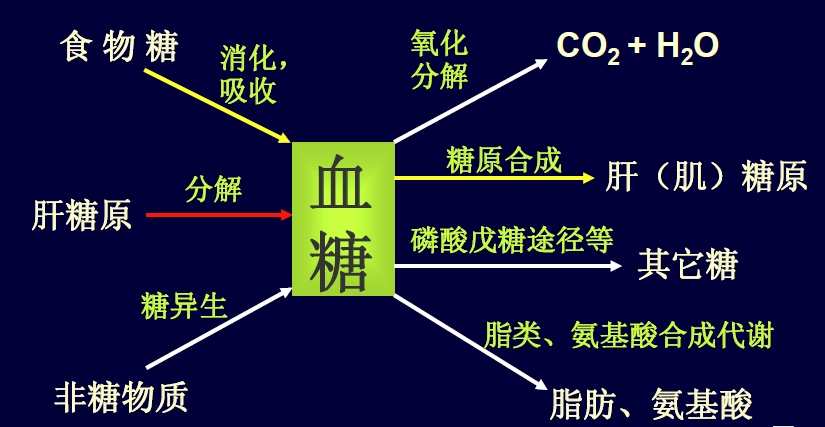 食物糖
消化，
吸收
氧化
分解
CO₂ + H₂O
肝糖原
分解
血
糖
糖原合成
肝（肌）糖原
磷酸戊糖途径等
其它糖
糖异生
非糖物质
脂类、氨基酸合成代谢
脂肪、氨基酸